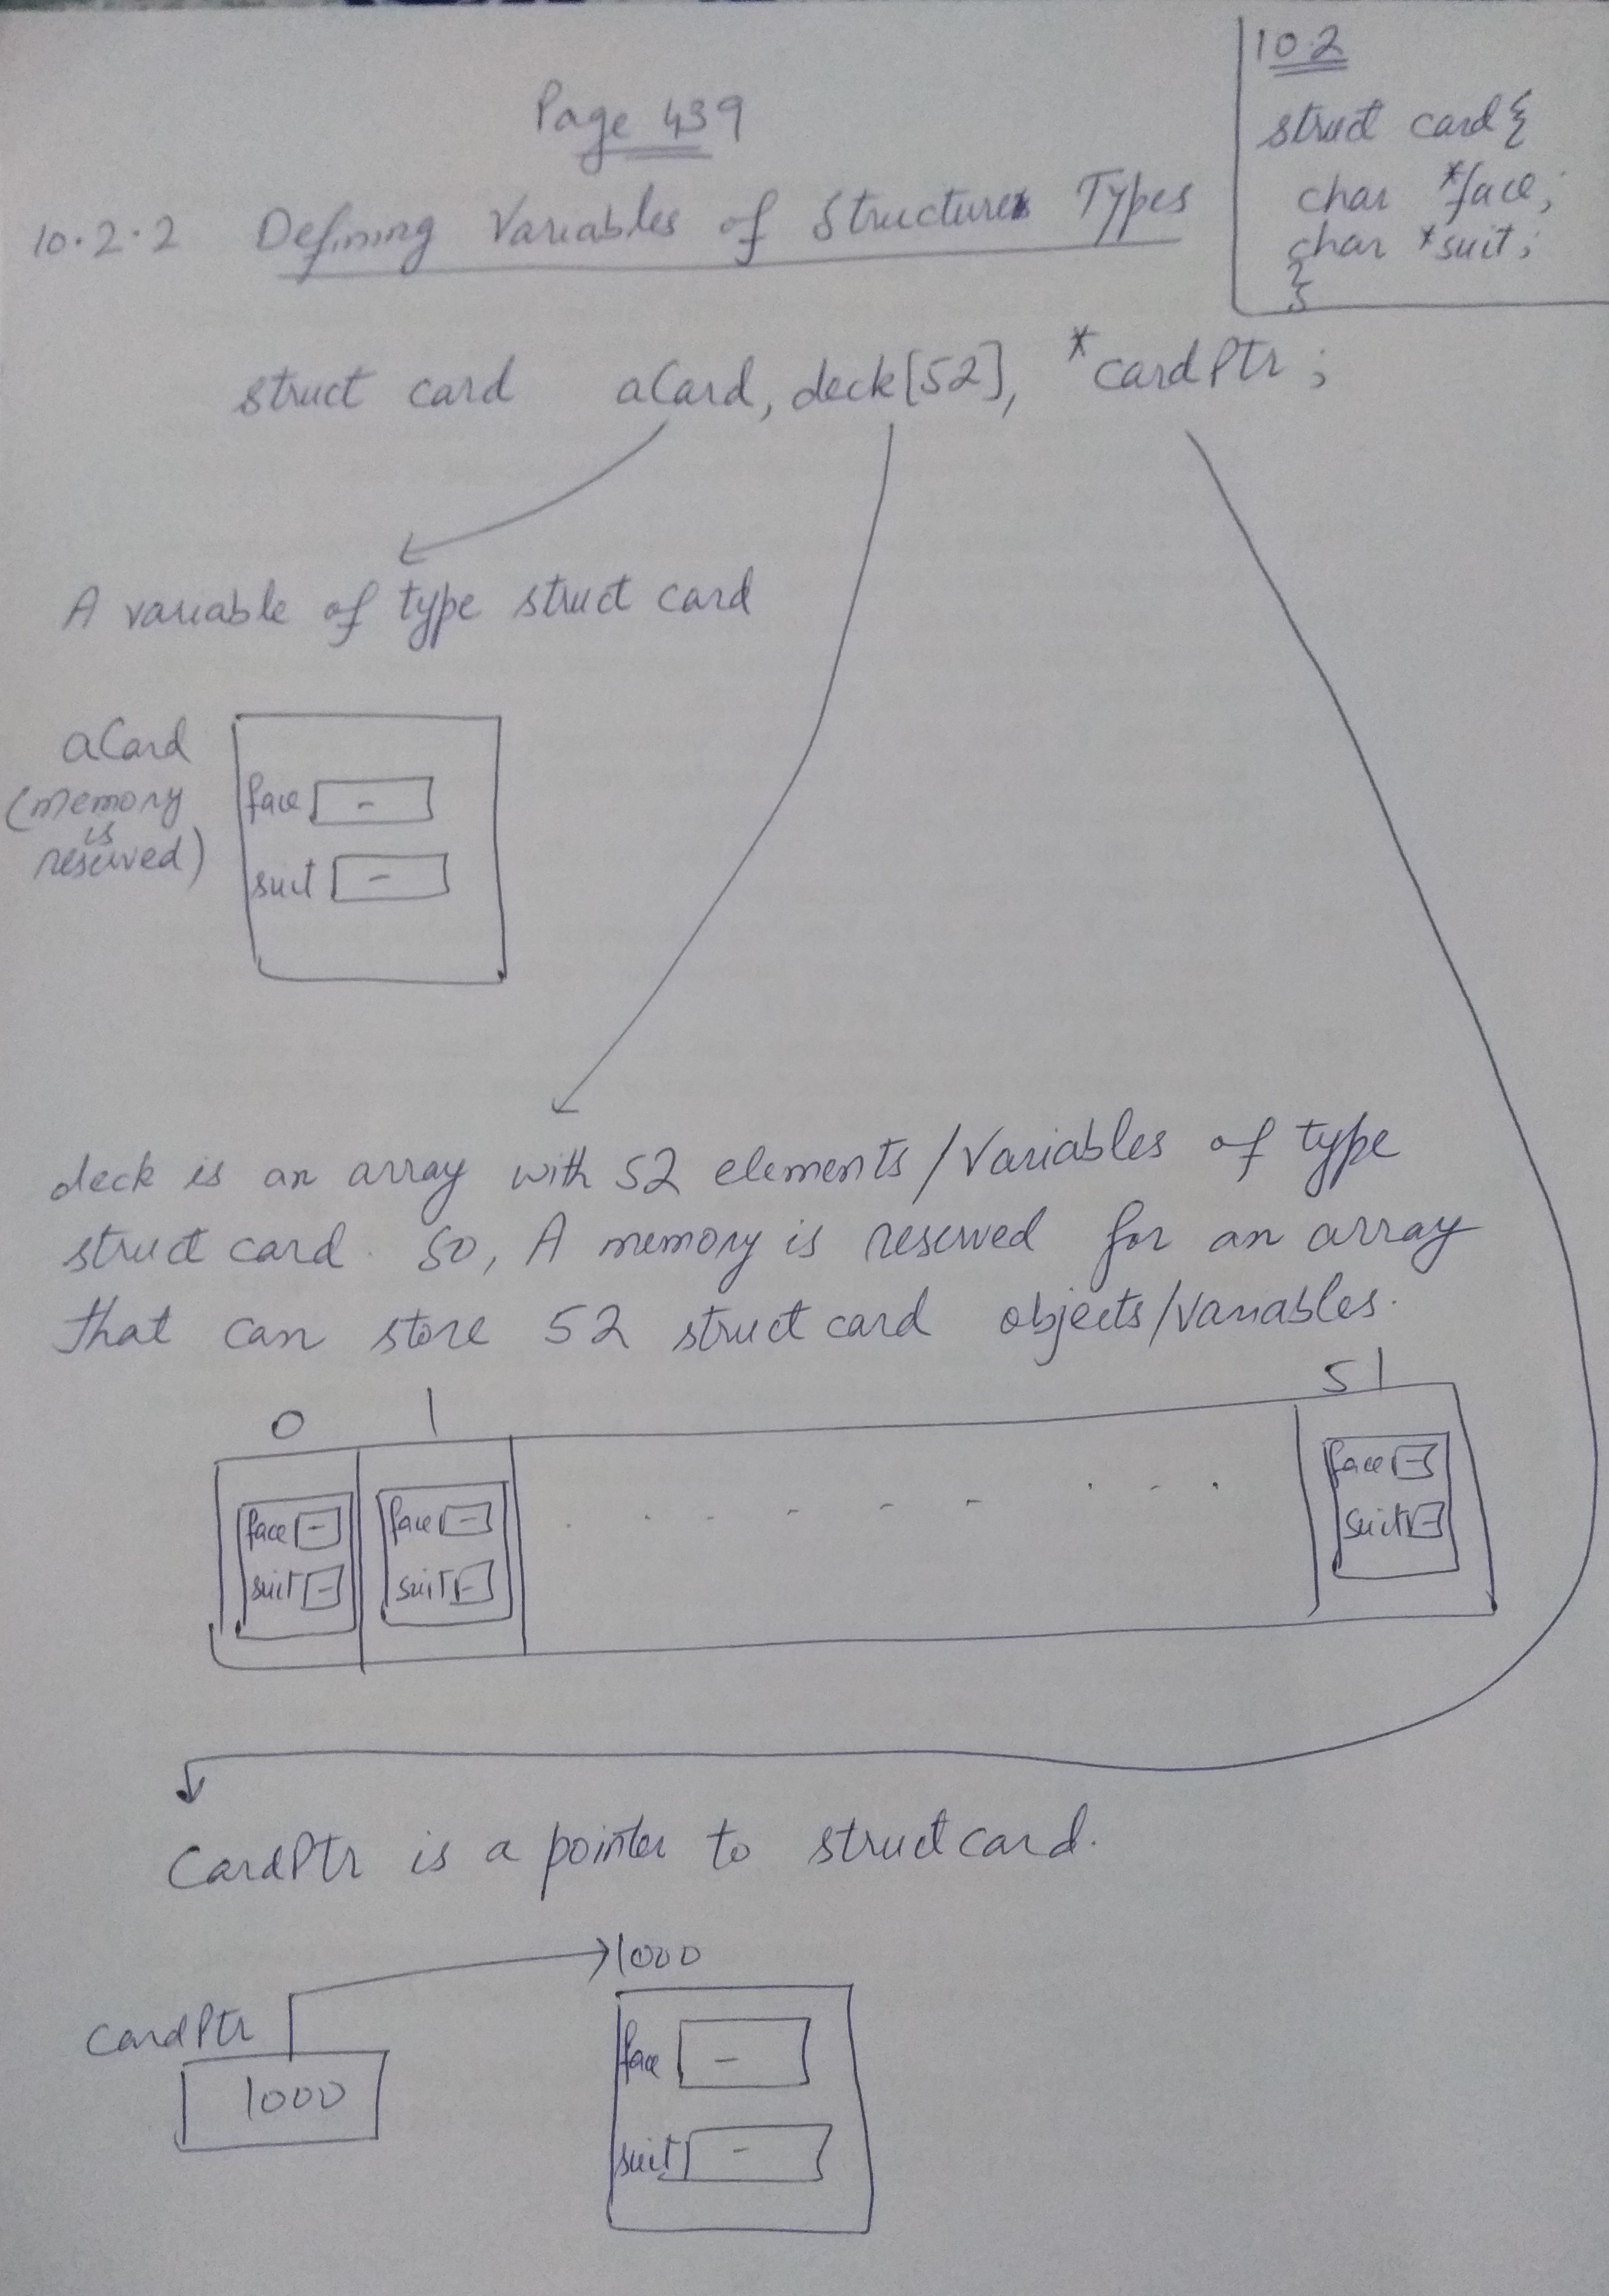 Page 439
10.2
struct card {
char *face;
char *suit;
}
10.2.2 Defining Variables of Structure Types
struct card aCard, deck[52], *cardPtr;
A variable of type struct card
aCard
(memory
is
reserved)
face -
suit -
deck is an array with 52 elements/Variables of type
struct card. So, A memory is reserved for an array
that can store 52 struct card objects/variables.
0 1 51
face - face - face -
suit - suit - suit -
CardPtr is a pointer to struct card.
1000
cardPtr
1000
face -
suit -